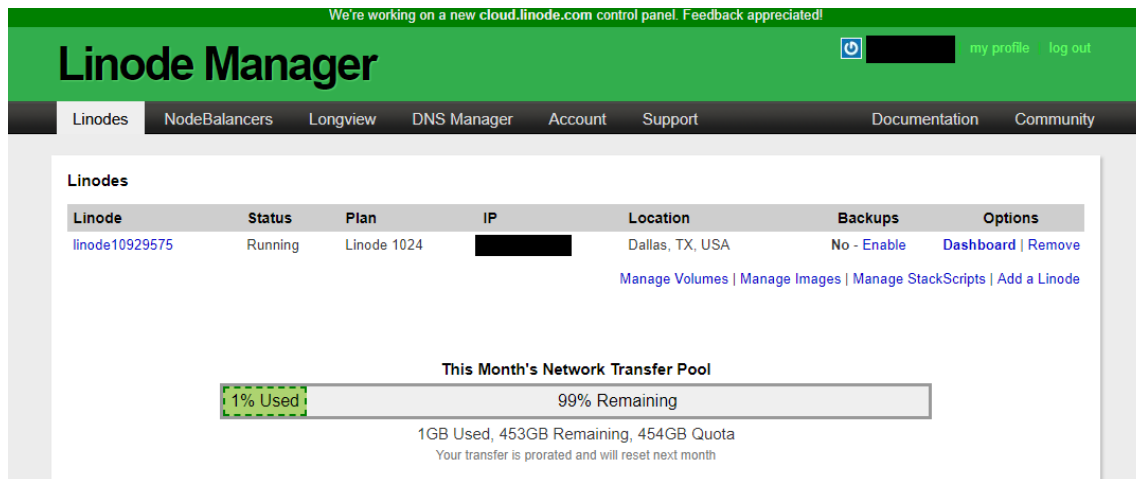 We're working on a new cloud.linode.com control panel. Feedback appreciated!
Linode Manager
my profile log out
Linodes NodeBalancers Longview DNS Manager Account Support Documentation Community
Linodes
Linode Status Plan IP Location Backups Options
linode10929575 Running Linode 1024 Dallas, TX, USA No - Enable Dashboard | Remove
Manage Volumes | Manage Images | Manage StackScripts | Add a Linode
This Month's Network Transfer Pool
1% Used 99% Remaining
1GB Used, 453GB Remaining, 454GB Quota
Your transfer is prorated and will reset next month